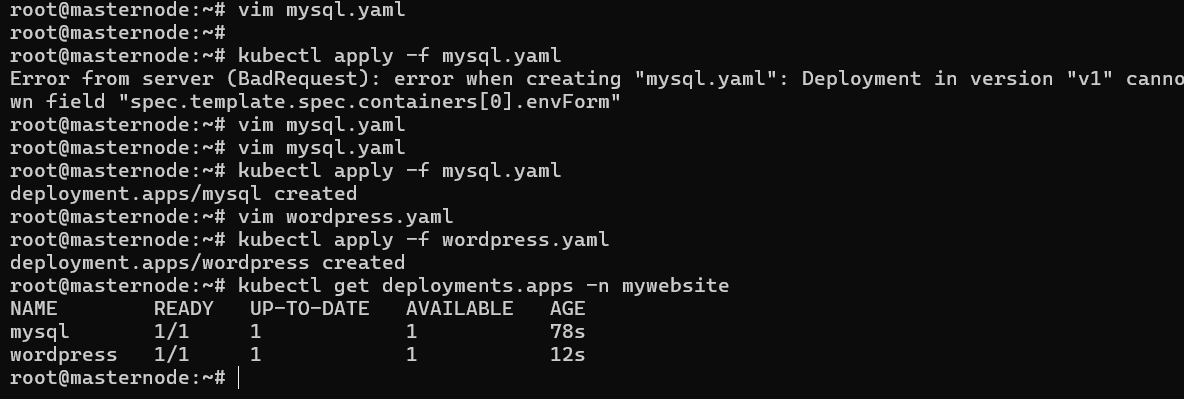 root@masternode:~# vim mysql.yaml
root@masternode:~#
root@masternode:~# kubectl apply -f mysql.yaml
Error from server (BadRequest): error when creating "mysql.yaml": Deployment in version "v1" canno
wn field "spec.template.spec.containers[0].envForm"
root@masternode:~# vim mysql.yaml
root@masternode:~# vim mysql.yaml
root@masternode:~# kubectl apply -f mysql.yaml
deployment.apps/mysql created
root@masternode:~# vim wordpress.yaml
root@masternode:~# kubectl apply -f wordpress.yaml
deployment.apps/wordpress created
root@masternode:~# kubectl get deployments.apps -n mywebsite
NAME        READY   UP-TO-DATE   AVAILABLE   AGE
mysql       1/1     1            1           78s
wordpress   1/1     1            1           12s
root@masternode:~#